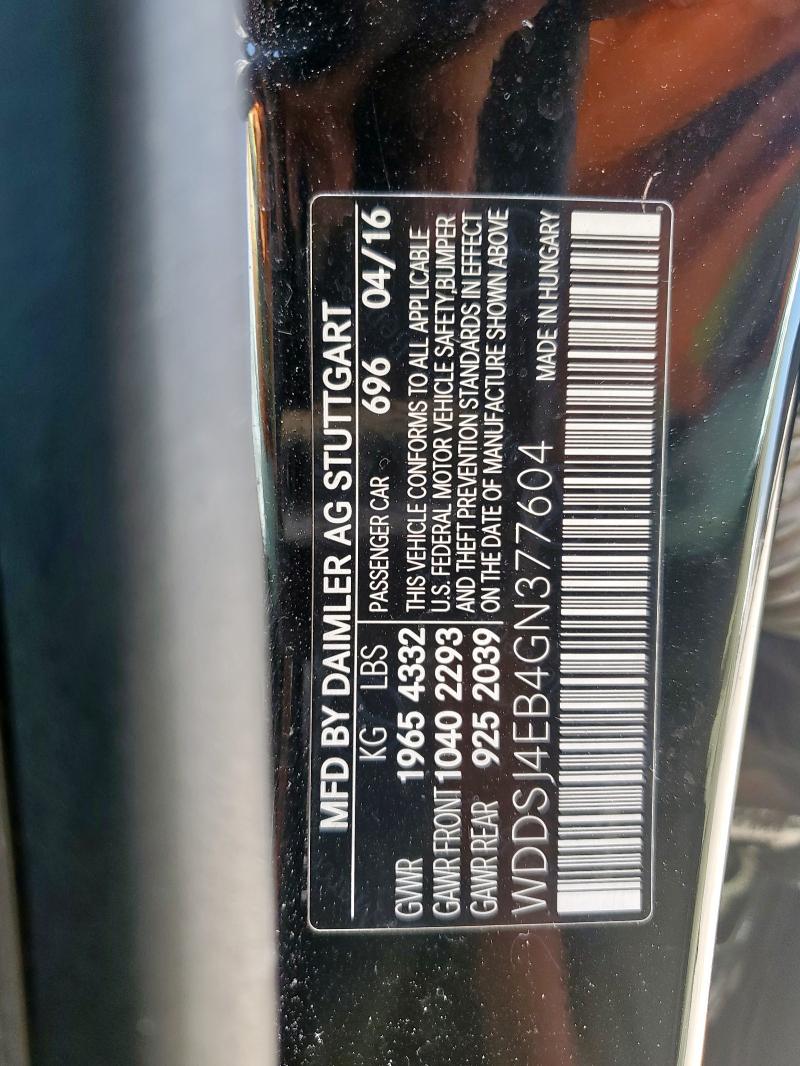 MFD BY DAIMLER AG STUTTGART
KG LBS
GVWR 1965 4332
GAWR FRONT 1040 2293
GAWR REAR 925 2039
PASSENGER CAR 696 04/16
THIS VEHICLE CONFORMS TO ALL APPLICABLE
U.S. FEDERAL MOTOR VEHICLE SAFETY,BUMPER
AND THEFT PREVENTION STANDARDS IN EFFECT
ON THE DATE OF MANUFACTURE SHOWN ABOVE
WDDSJ4EB4GN377604 MADE IN HUNGARY